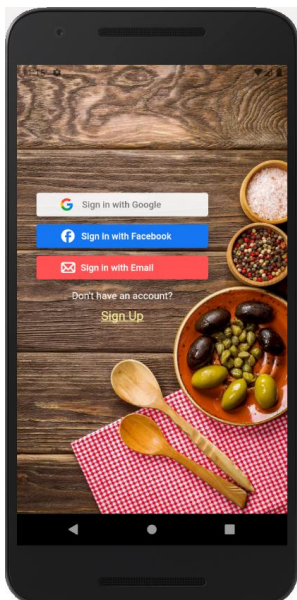 Sign in with Google
Sign in with Facebook
Sign in with Email
Don't have an account?
Sign Up